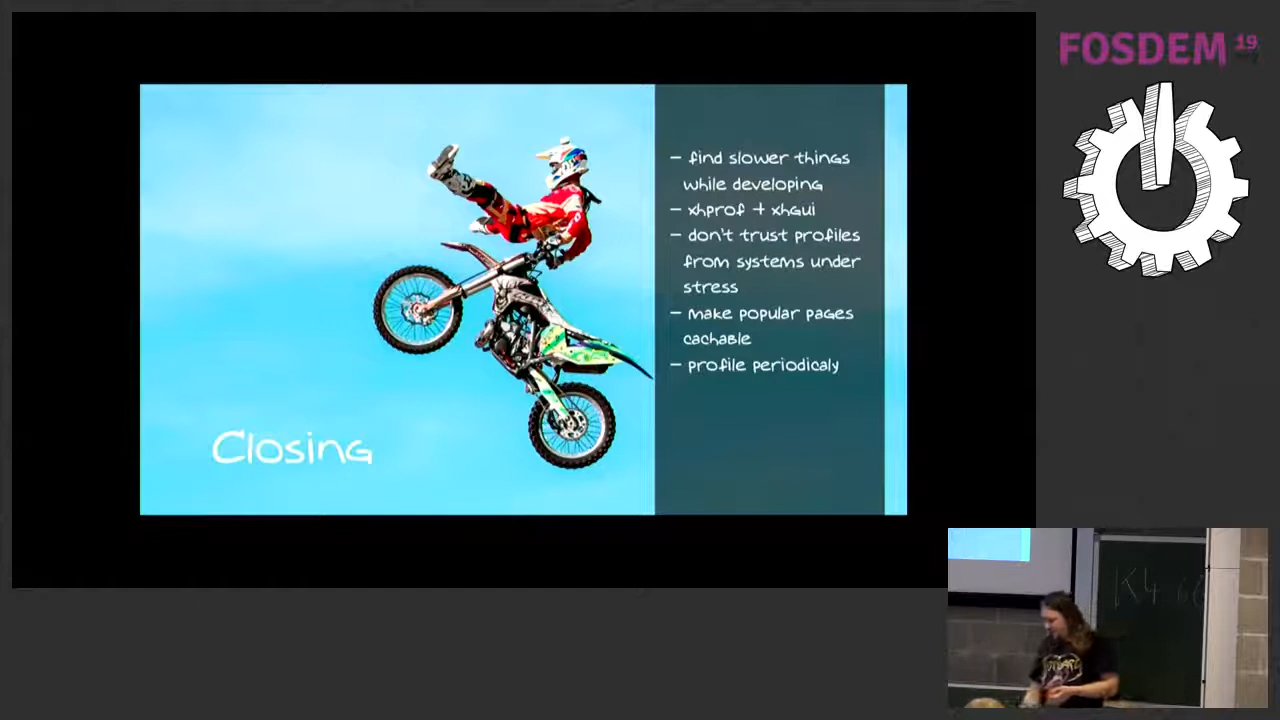 FOSDEM 19
– find slower things
while developing
– xhprof + xhgui
– don't trust profiles
from systems under
stress
– make popular pages
cachable
– profile periodicaly
Closing